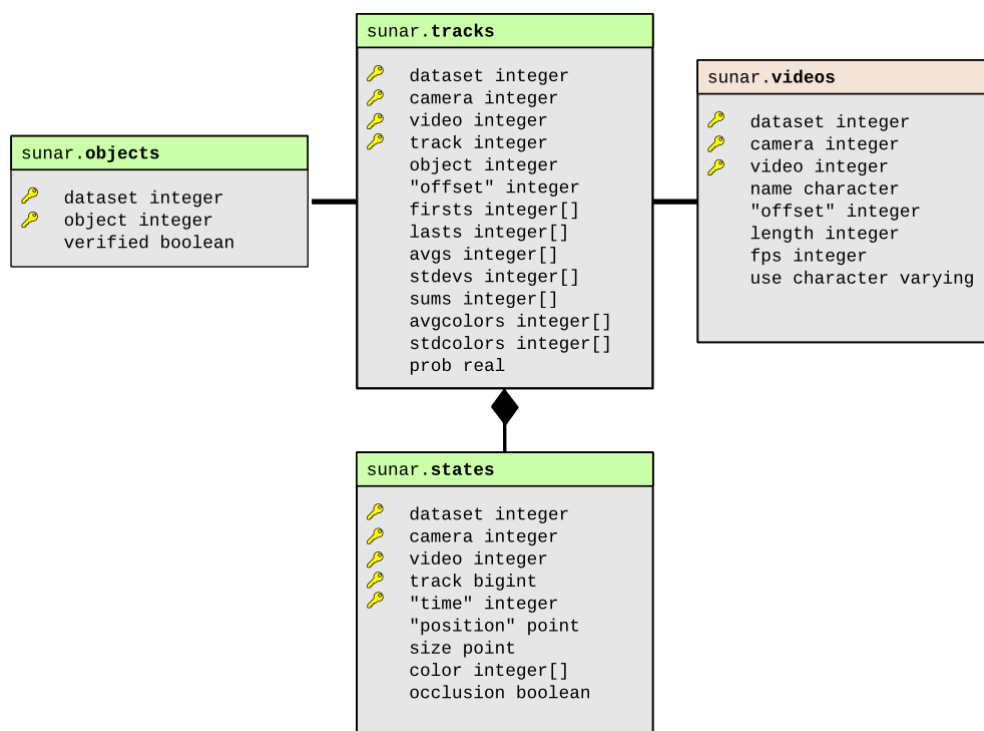 sunar.tracks
dataset integer
camera integer
video integer
track integer
object integer
"offset" integer
firsts integer[]
lasts integer[]
avgs integer[]
stdevs integer[]
sums integer[]
avgcolors integer[]
stdcolors integer[]
prob real
sunar.videos
dataset integer
camera integer
video integer
name character
"offset" integer
length integer
fps integer
use character varying
sunar.objects
dataset integer
object integer
verified boolean
sunar.states
dataset integer
camera integer
video integer
track bigint
"time" integer
"position" point
size point
color integer[]
occlusion boolean